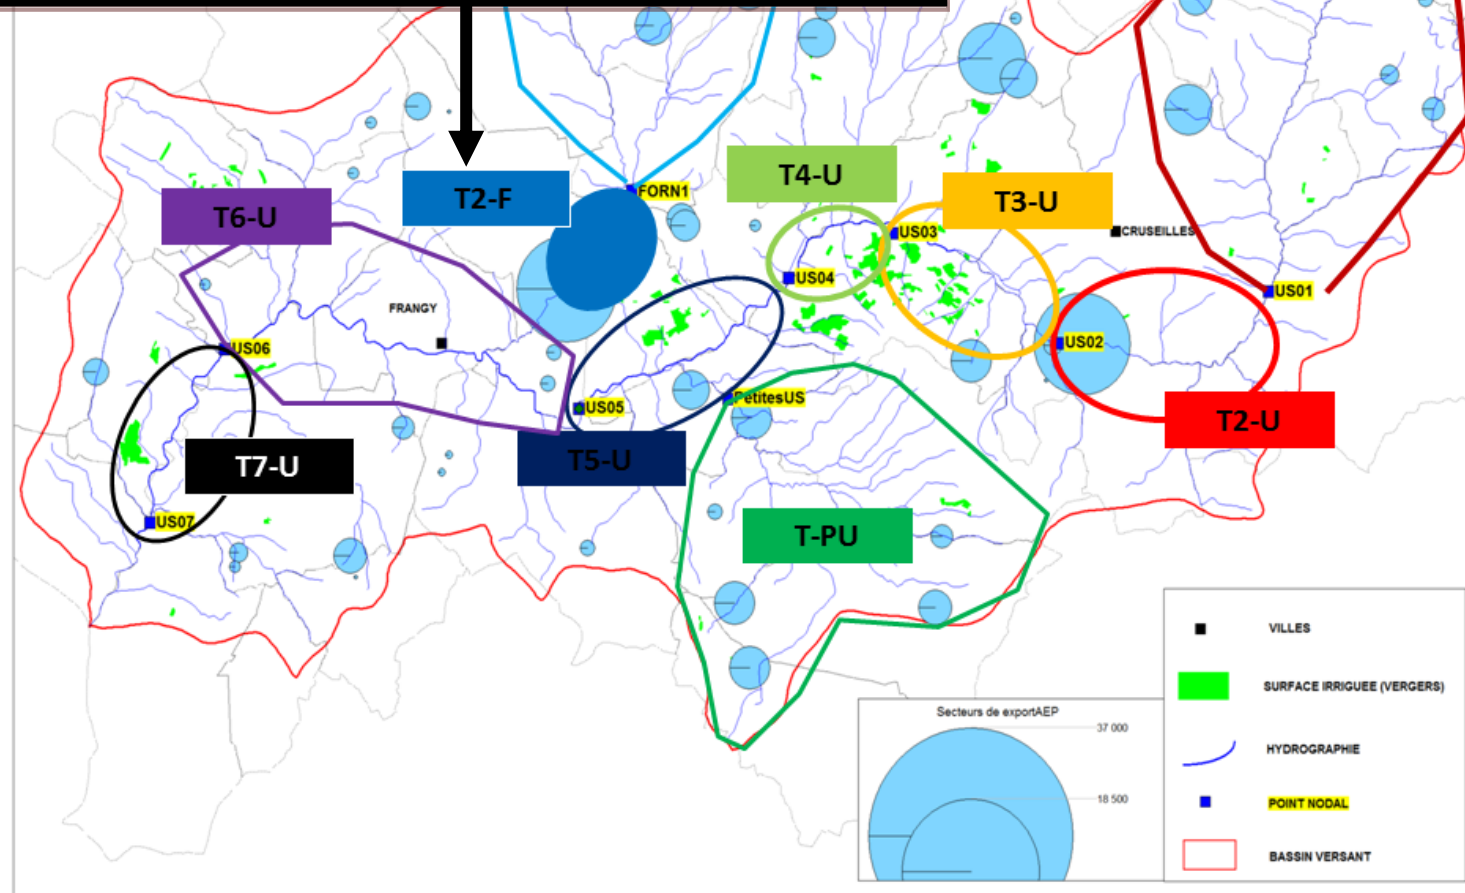 T4-U
T2-F
FORN1
T3-U
T6-U
US03
CRUSEILLES
US04
US01
FRANGY
US06
US02
PetitesUS
US05
T2-U
T5-U
T7-U
US07
T-PU
VILLES
SURFACE IRRIGUEE (VERGERS)
Secteurs de exportAEP
37 000
HYDROGRAPHIE
18 500
POINT NODAL
BASSIN VERSANT